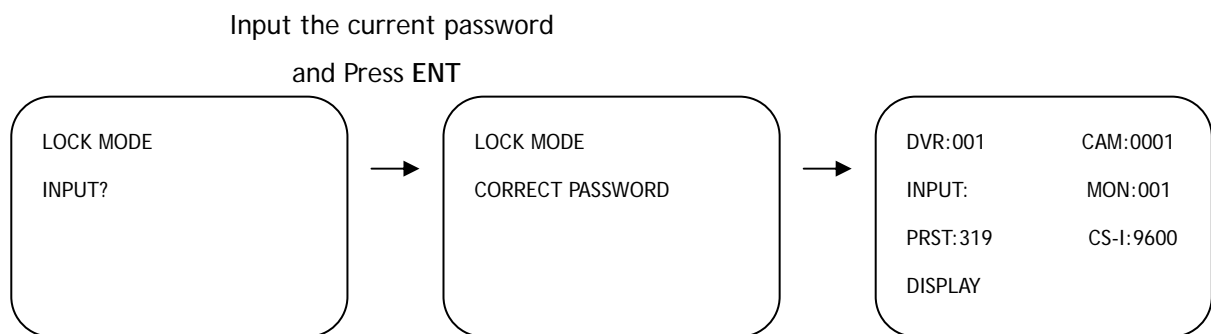 Input the current password
and Press ENT
LOCK MODE
INPUT?
LOCK MODE
CORRECT PASSWORD
DVR:001 CAM:0001
INPUT: MON:001
PRST:319 CS-I:9600
DISPLAY